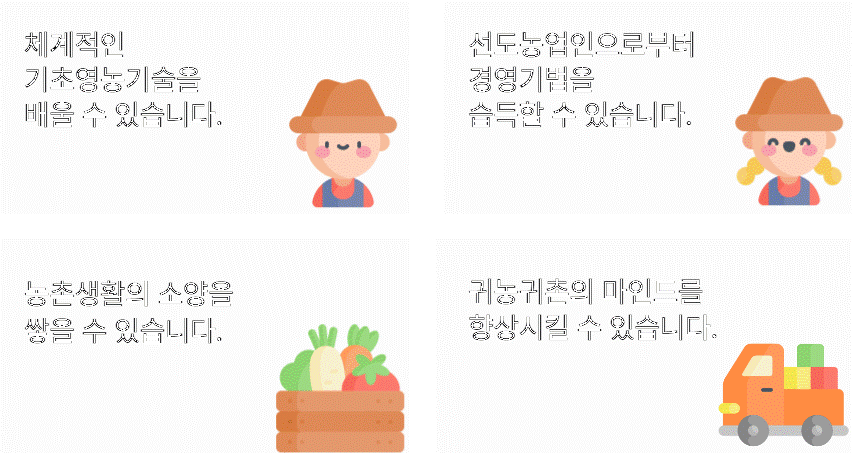 체계적인
기초영농기술을
배울 수 있습니다.
선도농업인으로부터
경영기법을
습득한 수 있습니다.
농촌생활의 소양을
쌓을 수 있습니다.
귀농귀촌의 마인드를
향상시킬 수 있습니다.